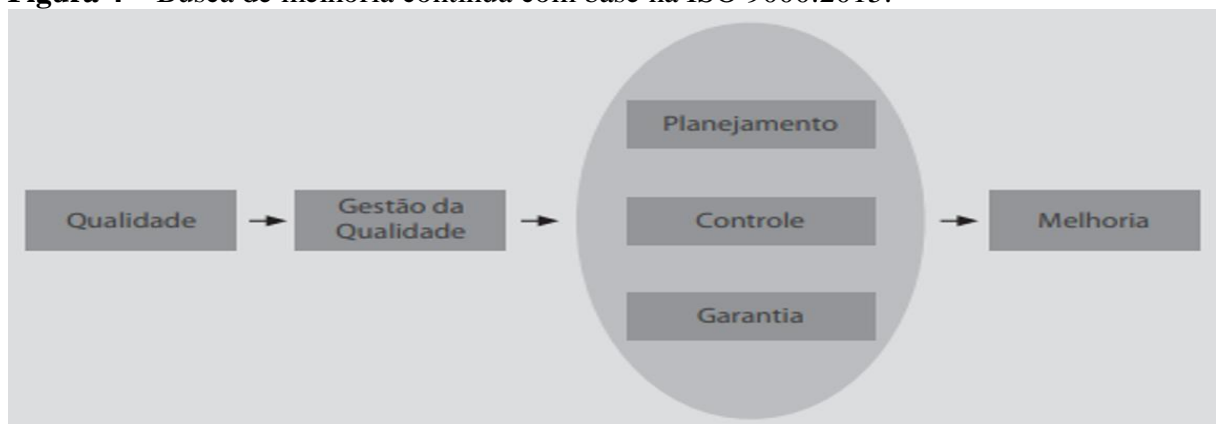 Figura 4 – Busca de melhoria contínua com base na ISO 9000:2015.
Planejamento
Qualidade
Gestão da
Qualidade
Controle
Melhoria
Garantia